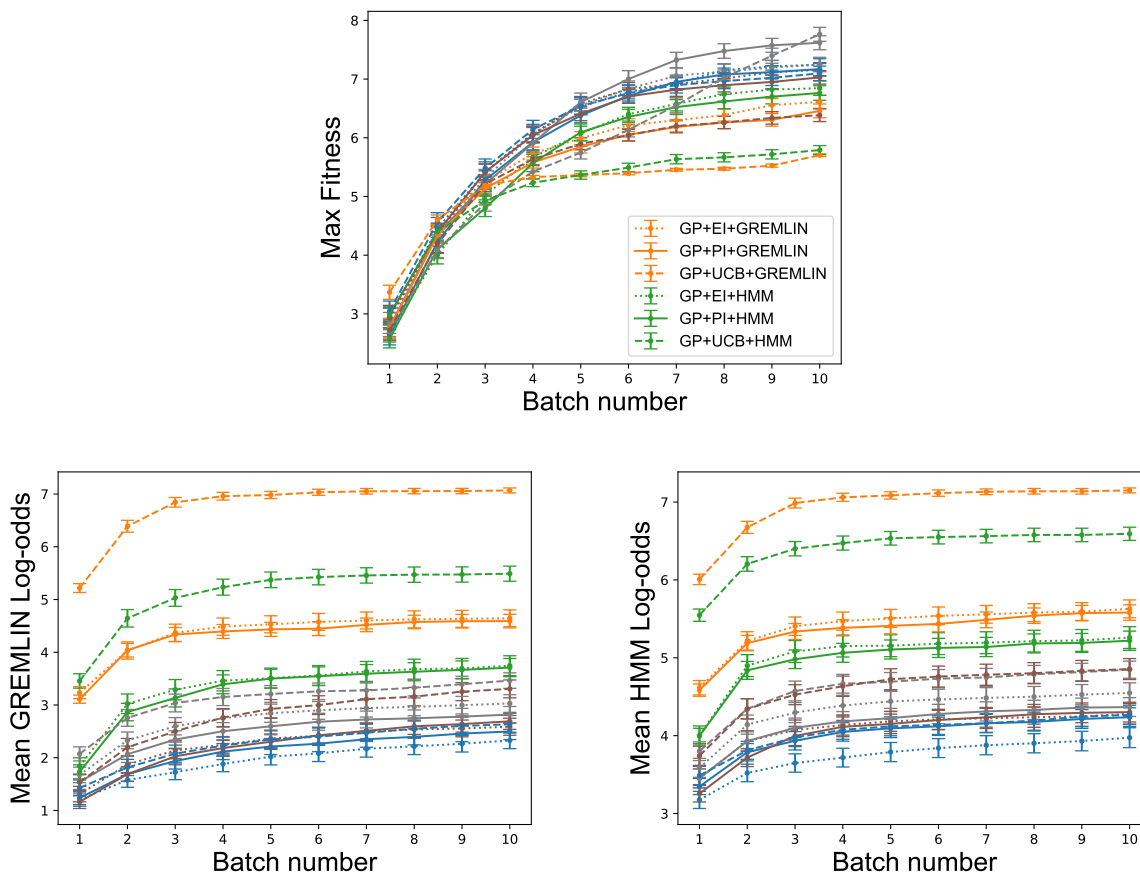 Max Fitness
8
7
6
5
4
3
GP+EI+GREMLIN
GP+PI+GREMLIN
GP+UCB+GREMLIN
GP+EI+HMM
GP+PI+HMM
GP+UCB+HMM
1 2 3 4 5 6 7 8 9 10
Batch number
Mean GREMLIN Log-odds
7
6
5
4
3
2
1
1 2 3 4 5 6 7 8 9 10
Batch number
Mean HMM Log-odds
7
6
5
4
3
1 2 3 4 5 6 7 8 9 10
Batch number